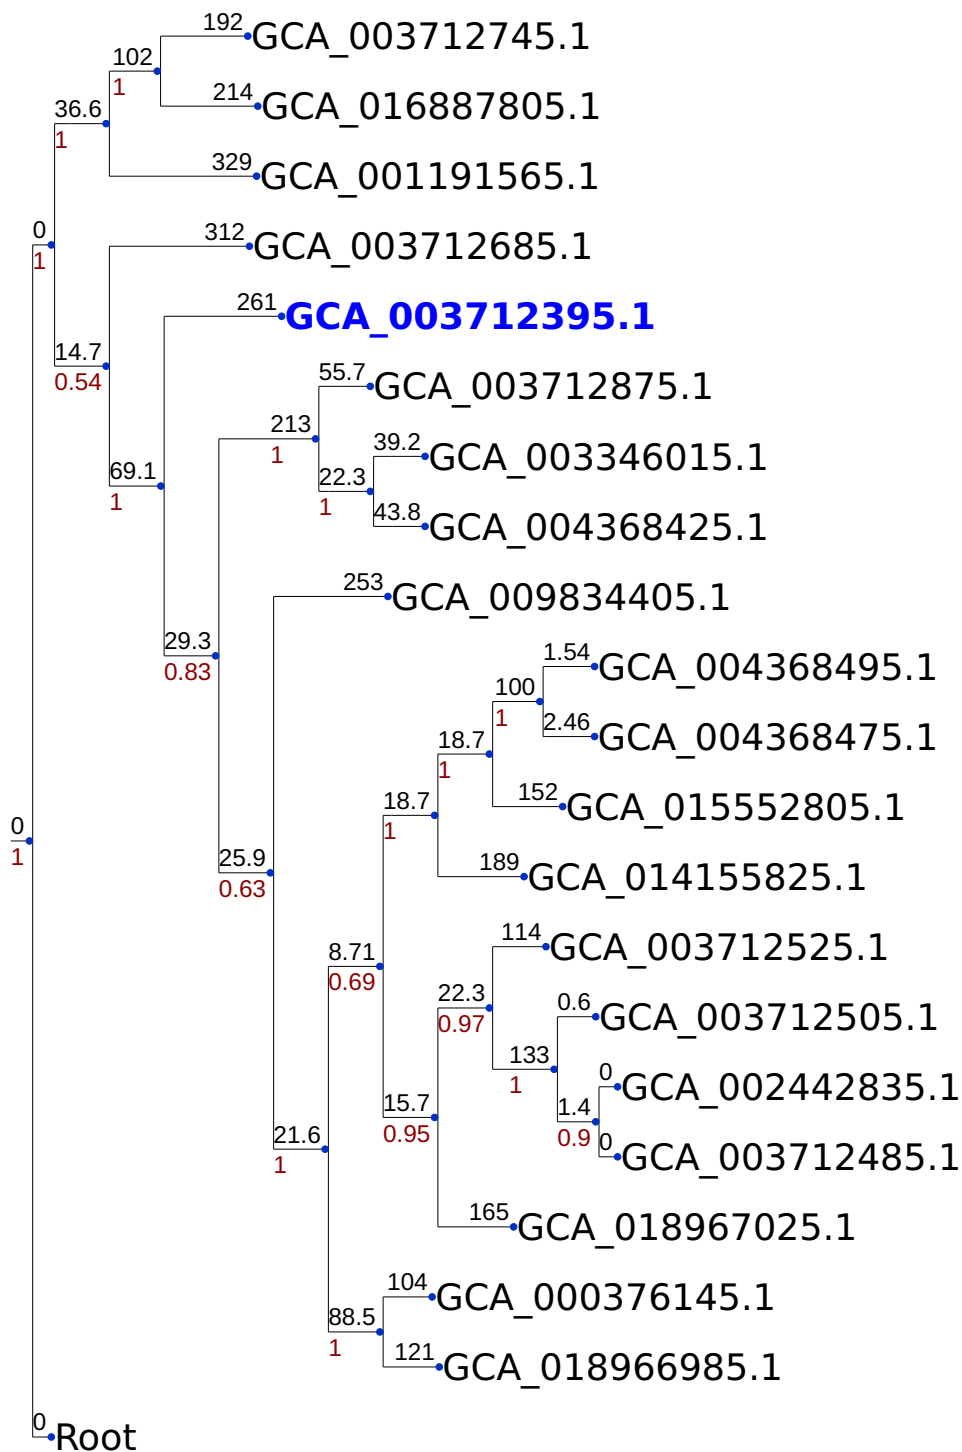 192
GCA_003712745.1
102
1
214
GCA_016887805.1
36.6
1
329
GCA_001191565.1
0
1
312
GCA_003712685.1
261
GCA_003712395.1
14.7
0.54
55.7
GCA_003712875.1
213
1
39.2
GCA_003346015.1
69.1
1
22.3
1
43.8
GCA_004368425.1
253
GCA_009834405.1
29.3
0.83
1.54
GCA_004368495.1
100
1
2.46
GCA_004368475.1
18.7
1
152
GCA_015552805.1
18.7
1
0
1
25.9
0.63
189
GCA_014155825.1
114
GCA_003712525.1
8.71
0.69
22.3
0.97
0.6
GCA_003712505.1
133
1
0
GCA_002442835.1
15.7
0.95
1.4
0.9
0
GCA_003712485.1
21.6
1
165
GCA_018967025.1
104
GCA_000376145.1
88.5
1
121
GCA_018966985.1
0
Root